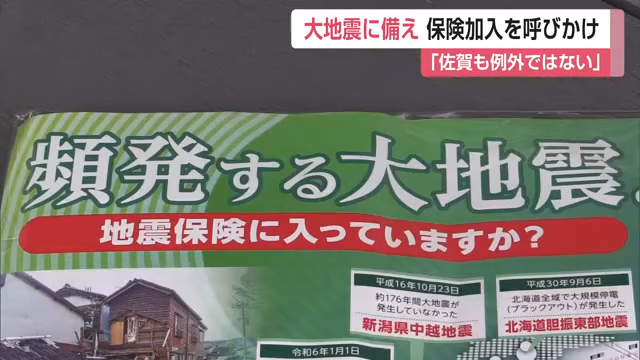 大地震に備え 保険加入を呼びかけ
「佐賀も例外ではない」
頻発する大地震
地震保険に入っていますか?
平成16年10月23日
約176年間大地震が
発生していなかった
新潟県中越地震
平成30年9月6日
北海道全域で大規模停電
(ブラックアウト)が発生した
北海道胆振東部地震
令和6年1月1日